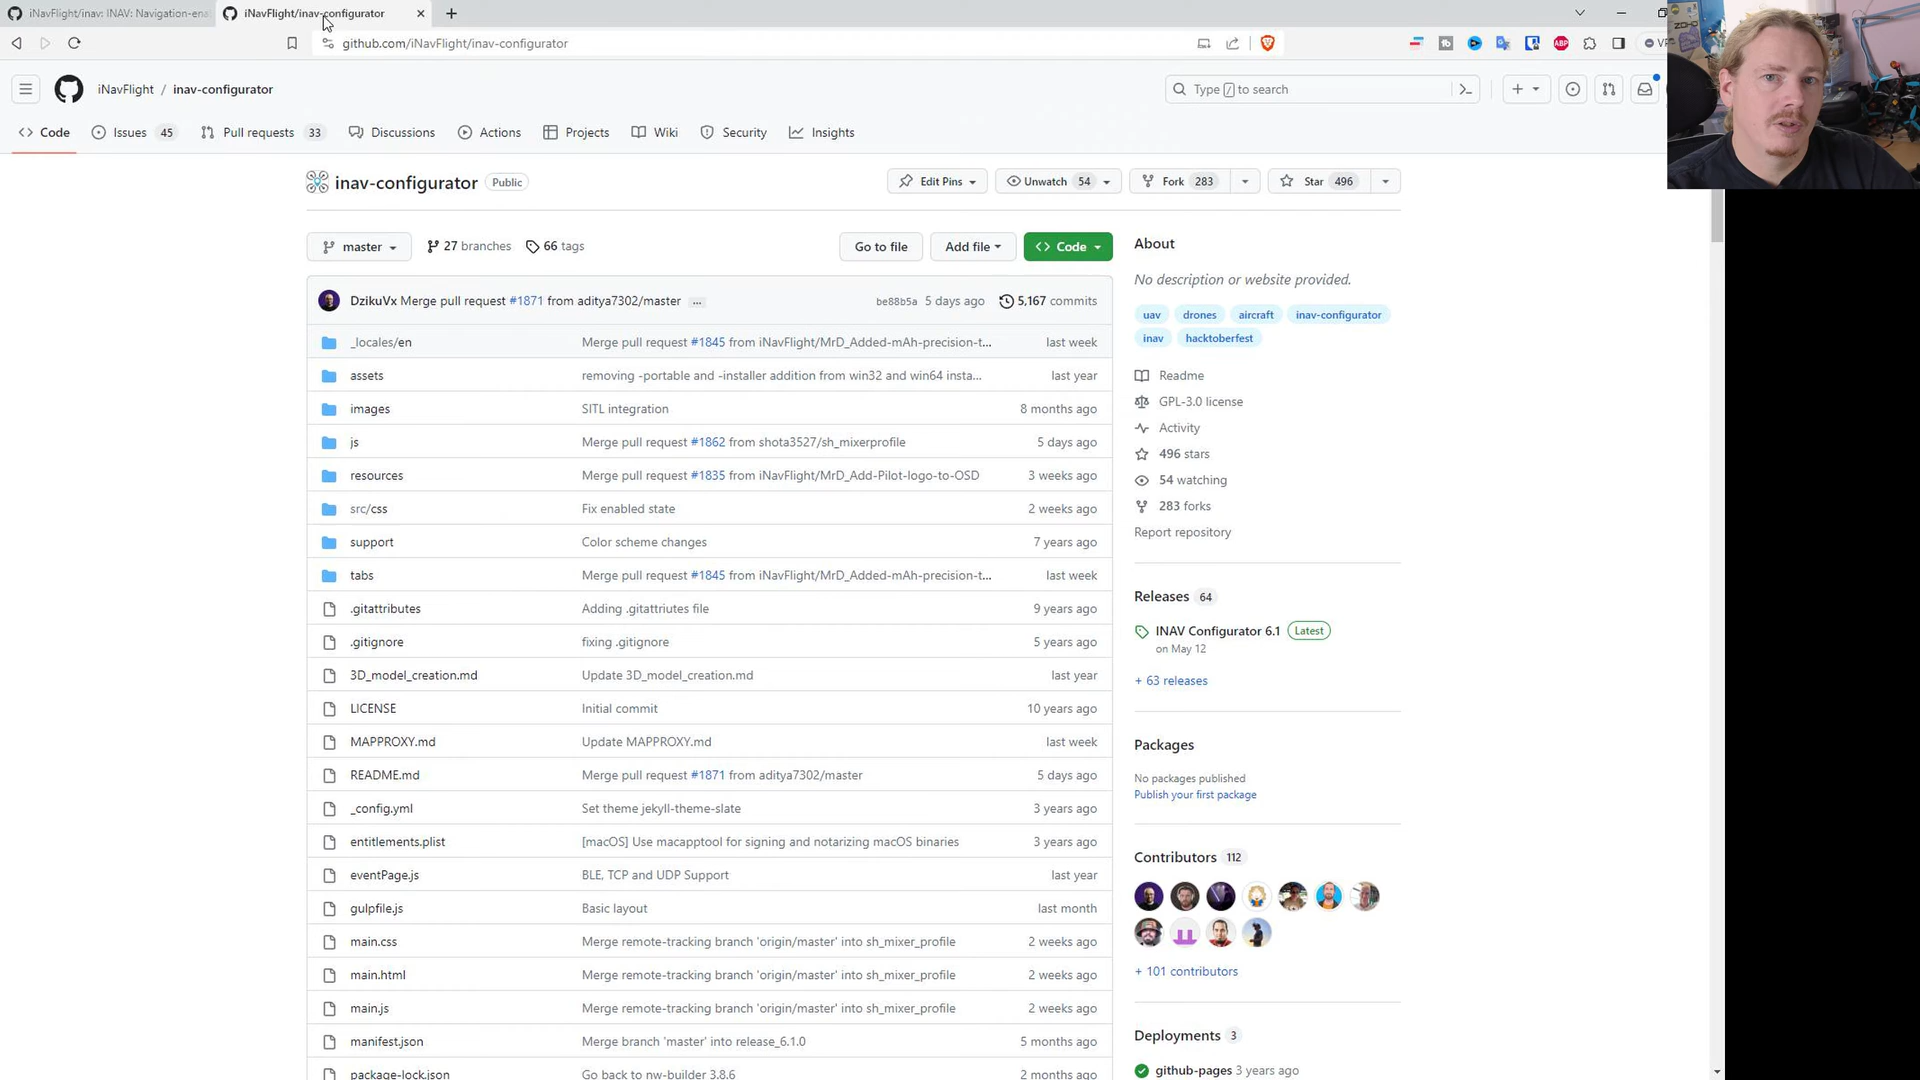 iNavFlight/inav: INAV: Navigation-ena
iNavFlight/inav-configurator
github.com/iNavFlight/inav-configurator
ABP
VP
iNavFlight / inav-configurator
Type / to search
Code
Issues 45
Pull requests 33
Discussions
Actions
Projects
Wiki
Security
Insights
inav-configurator Public
Edit Pins
Unwatch 54
Fork 283
Star 496
master
27 branches
66 tags
Go to file
Add file
<> Code
DzikuVx Merge pull request #1871 from aditya7302/master ...
be88b5a 5 days ago 5,167 commits
_locales/en Merge pull request #1845 from iNavFlight/MrD_Added-mAh-precision-t... last week
assets removing -portable and -installer addition from win32 and win64 insta... last year
images SITL integration 8 months ago
js Merge pull request #1862 from shota3527/sh_mixerprofile 5 days ago
resources Merge pull request #1835 from iNavFlight/MrD_Add-Pilot-logo-to-OSD 3 weeks ago
src/css Fix enabled state 2 weeks ago
support Color scheme changes 7 years ago
tabs Merge pull request #1845 from iNavFlight/MrD_Added-mAh-precision-t... last week
.gitattributes Adding .gitattriutes file 9 years ago
.gitignore fixing .gitignore 5 years ago
3D_model_creation.md Update 3D_model_creation.md last year
LICENSE Initial commit 10 years ago
MAPPROXY.md Update MAPPROXY.md last week
README.md Merge pull request #1871 from aditya7302/master 5 days ago
_config.yml Set theme jekyll-theme-slate 3 years ago
entitlements.plist [macOS] Use macapptool for signing and notarizing macOS binaries 3 years ago
eventPage.js BLE, TCP and UDP Support last year
gulpfile.js Basic layout last month
main.css Merge remote-tracking branch 'origin/master' into sh_mixer_profile 2 weeks ago
main.html Merge remote-tracking branch 'origin/master' into sh_mixer_profile 2 weeks ago
main.js Merge remote-tracking branch 'origin/master' into sh_mixer_profile 2 weeks ago
manifest.json Merge branch 'master' into release_6.1.0 5 months ago
package-lock.json Go back to nw-builder 3.8.6 2 months ago
About
No description or website provided.
uav drones aircraft inav-configurator
inav hacktoberfest
Readme
GPL-3.0 license
Activity
496 stars
54 watching
283 forks
Report repository
Releases 64
INAV Configurator 6.1 Latest
on May 12
+ 63 releases
Packages
No packages published
Publish your first package
Contributors 112
+ 101 contributors
Deployments 3
github-pages 3 years ago